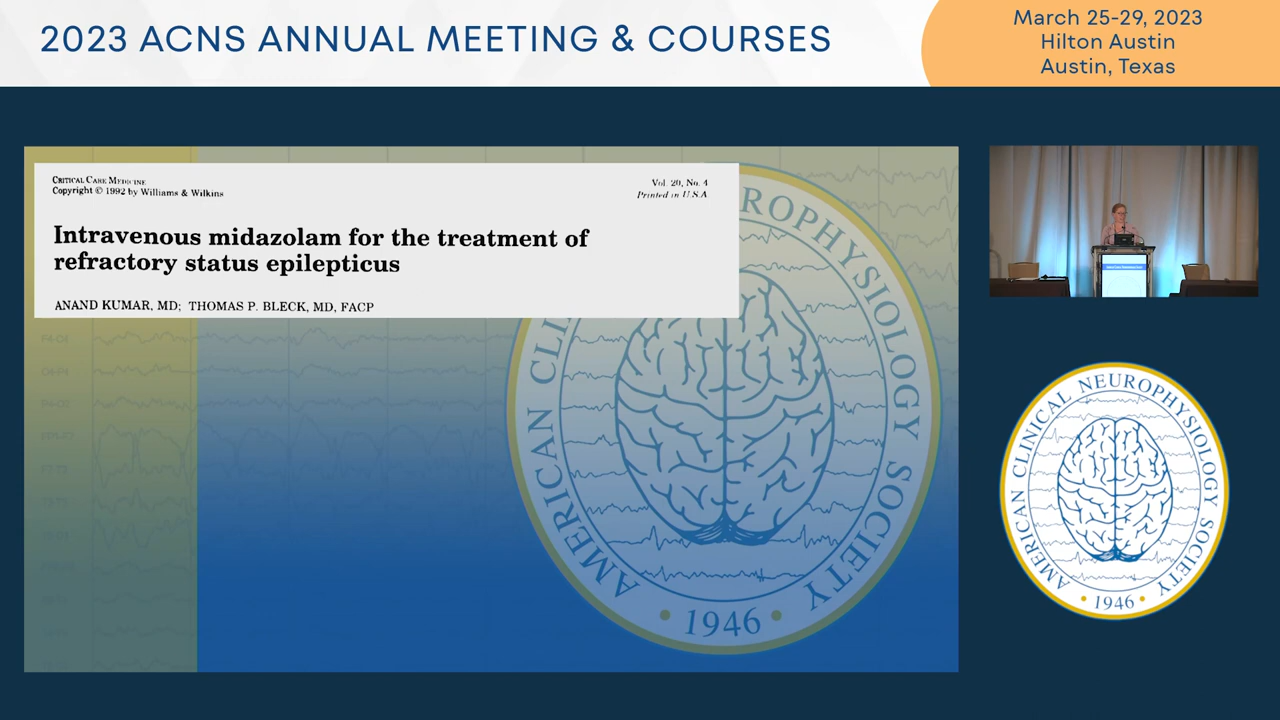 2023 ACNS ANNUAL MEETING & COURSES
March 25-29, 2023
Hilton Austin
Austin, Texas
CRITICAL CARE MEDICINE
Copyright © 1992 by Williams & Wilkins
Vol. 20, No. 4
Printed in U.S.A.
Intravenous midazolam for the treatment of
refractory status epilepticus
ANAND KUMAR, MD; THOMAS P. BLECK, MD, FACP
AMERICAN CLI ROPHYSIOLOGY SOCIETY
• 1946 •
AMERICAN CLINICAL NEUROPHYSIOLOGY SOCIETY
• 1946 •